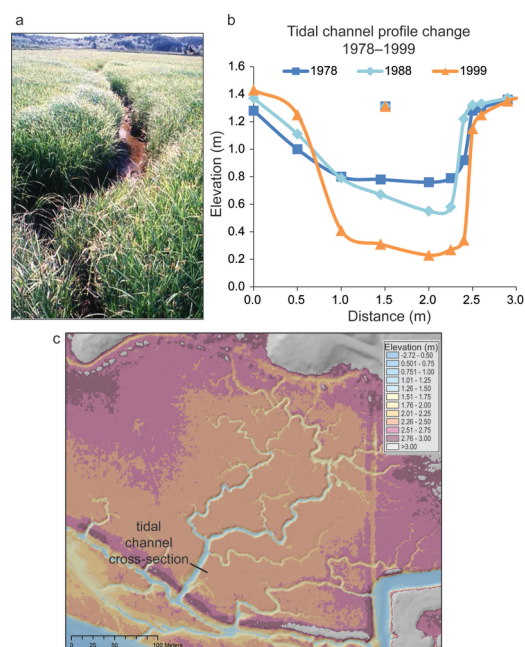 a
b
Tidal channel profile change
1978–1999
1978 1988 1999
Elevation (m)
1.6
1.4
1.2
1.0
0.8
0.6
0.4
0.2
0.0
0.0 0.5 1.0 1.5 2.0 2.5 3.0
Distance (m)
c
Elevation (m)
-2.72 - 0.50
0.501 - 0.75
0.751 - 1.00
1.01 - 1.25
1.26 - 1.50
1.51 - 1.75
1.76 - 2.00
2.01 - 2.25
2.26 - 2.50
2.51 - 2.75
2.76 - 3.00
>3.00
tidal
channel
cross-section
0 25 50 100 Meters